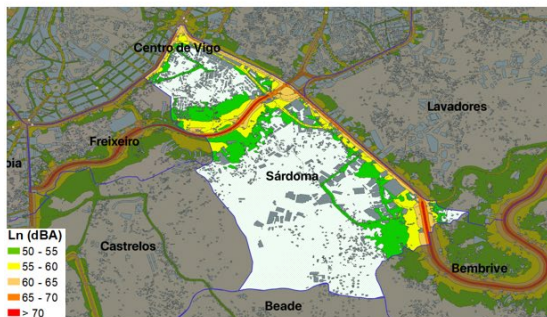 Centro de Vigo
Lavadores
Freixeiro
oia
Sárdoma
Castrelos
Bembrive
Beade
Ln (dBA)
50 - 55
55 - 60
60 - 65
65 - 70
> 70